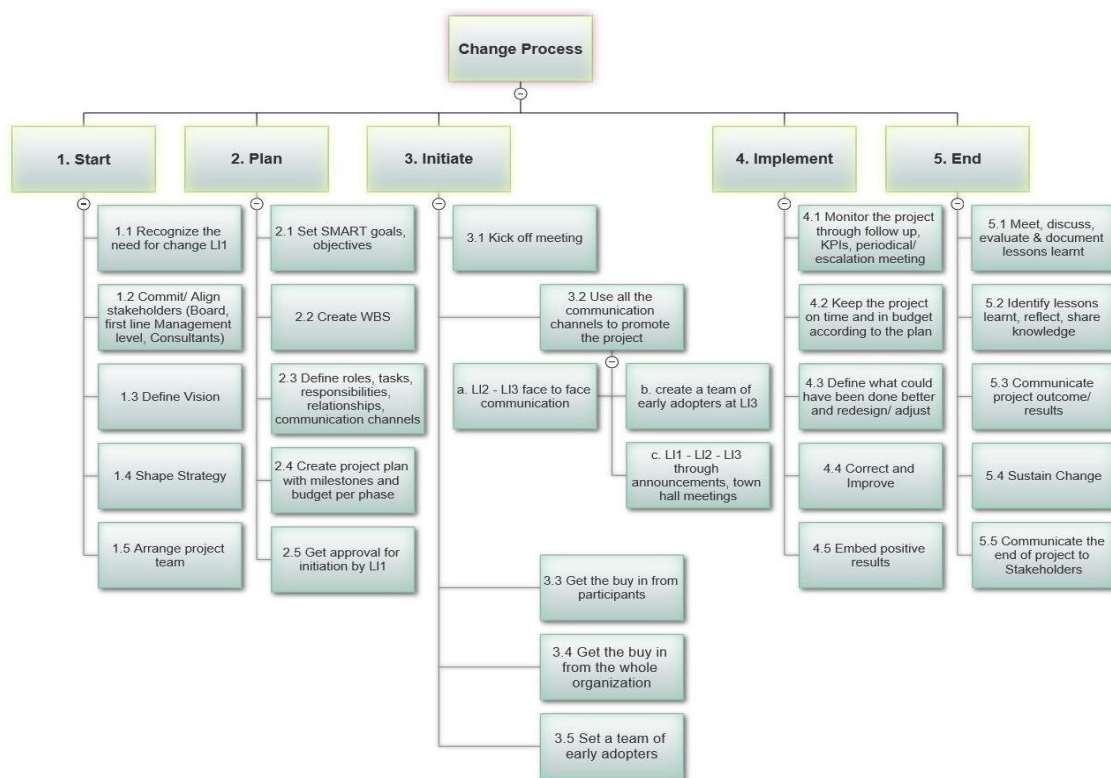 Change Process
1. Start
2. Plan
3. Initiate
4. Implement
5. End
1.1 Recognize the
need for change LI1
1.2 Commit/ Align
stakeholders (Board,
first line Management
level, Consultants)
1.3 Define Vision
1.4 Shape Strategy
1.5 Arrange project
team
2.1 Set SMART goals,
objectives
2.2 Create WBS
2.3 Define roles, tasks,
responsibilities,
relationships,
communication channels
2.4 Create project plan
with milestones and
budget per phase
2.5 Get approval for
initiation by LI1
3.1 Kick off meeting
3.2 Use all the
communication
channels to promote
the project
a. LI2 - LI3 face to face
communication
b. create a team of
early adopters at LI3
c. LI1 - LI2 - LI3
through
announcements, town
hall meetings
3.3 Get the buy in from
participants
3.4 Get the buy in
from the whole
organization
3.5 Set a team of
early adopters
4.1 Monitor the project
through follow up,
KPIs, periodical/
escalation meeting
4.2 Keep the project
on time and in budget
according to the plan
4.3 Define what could
have been done better
and redesign/ adjust
4.4 Correct and
Improve
4.5 Embed positive
results
5.1 Meet, discuss,
evaluate & document
lessons learnt
5.2 Identify lessons
learnt, reflect, share
knowledge
5.3 Communicate
project outcome/
results
5.4 Sustain Change
5.5 Communicate the
end of project to
Stakeholders